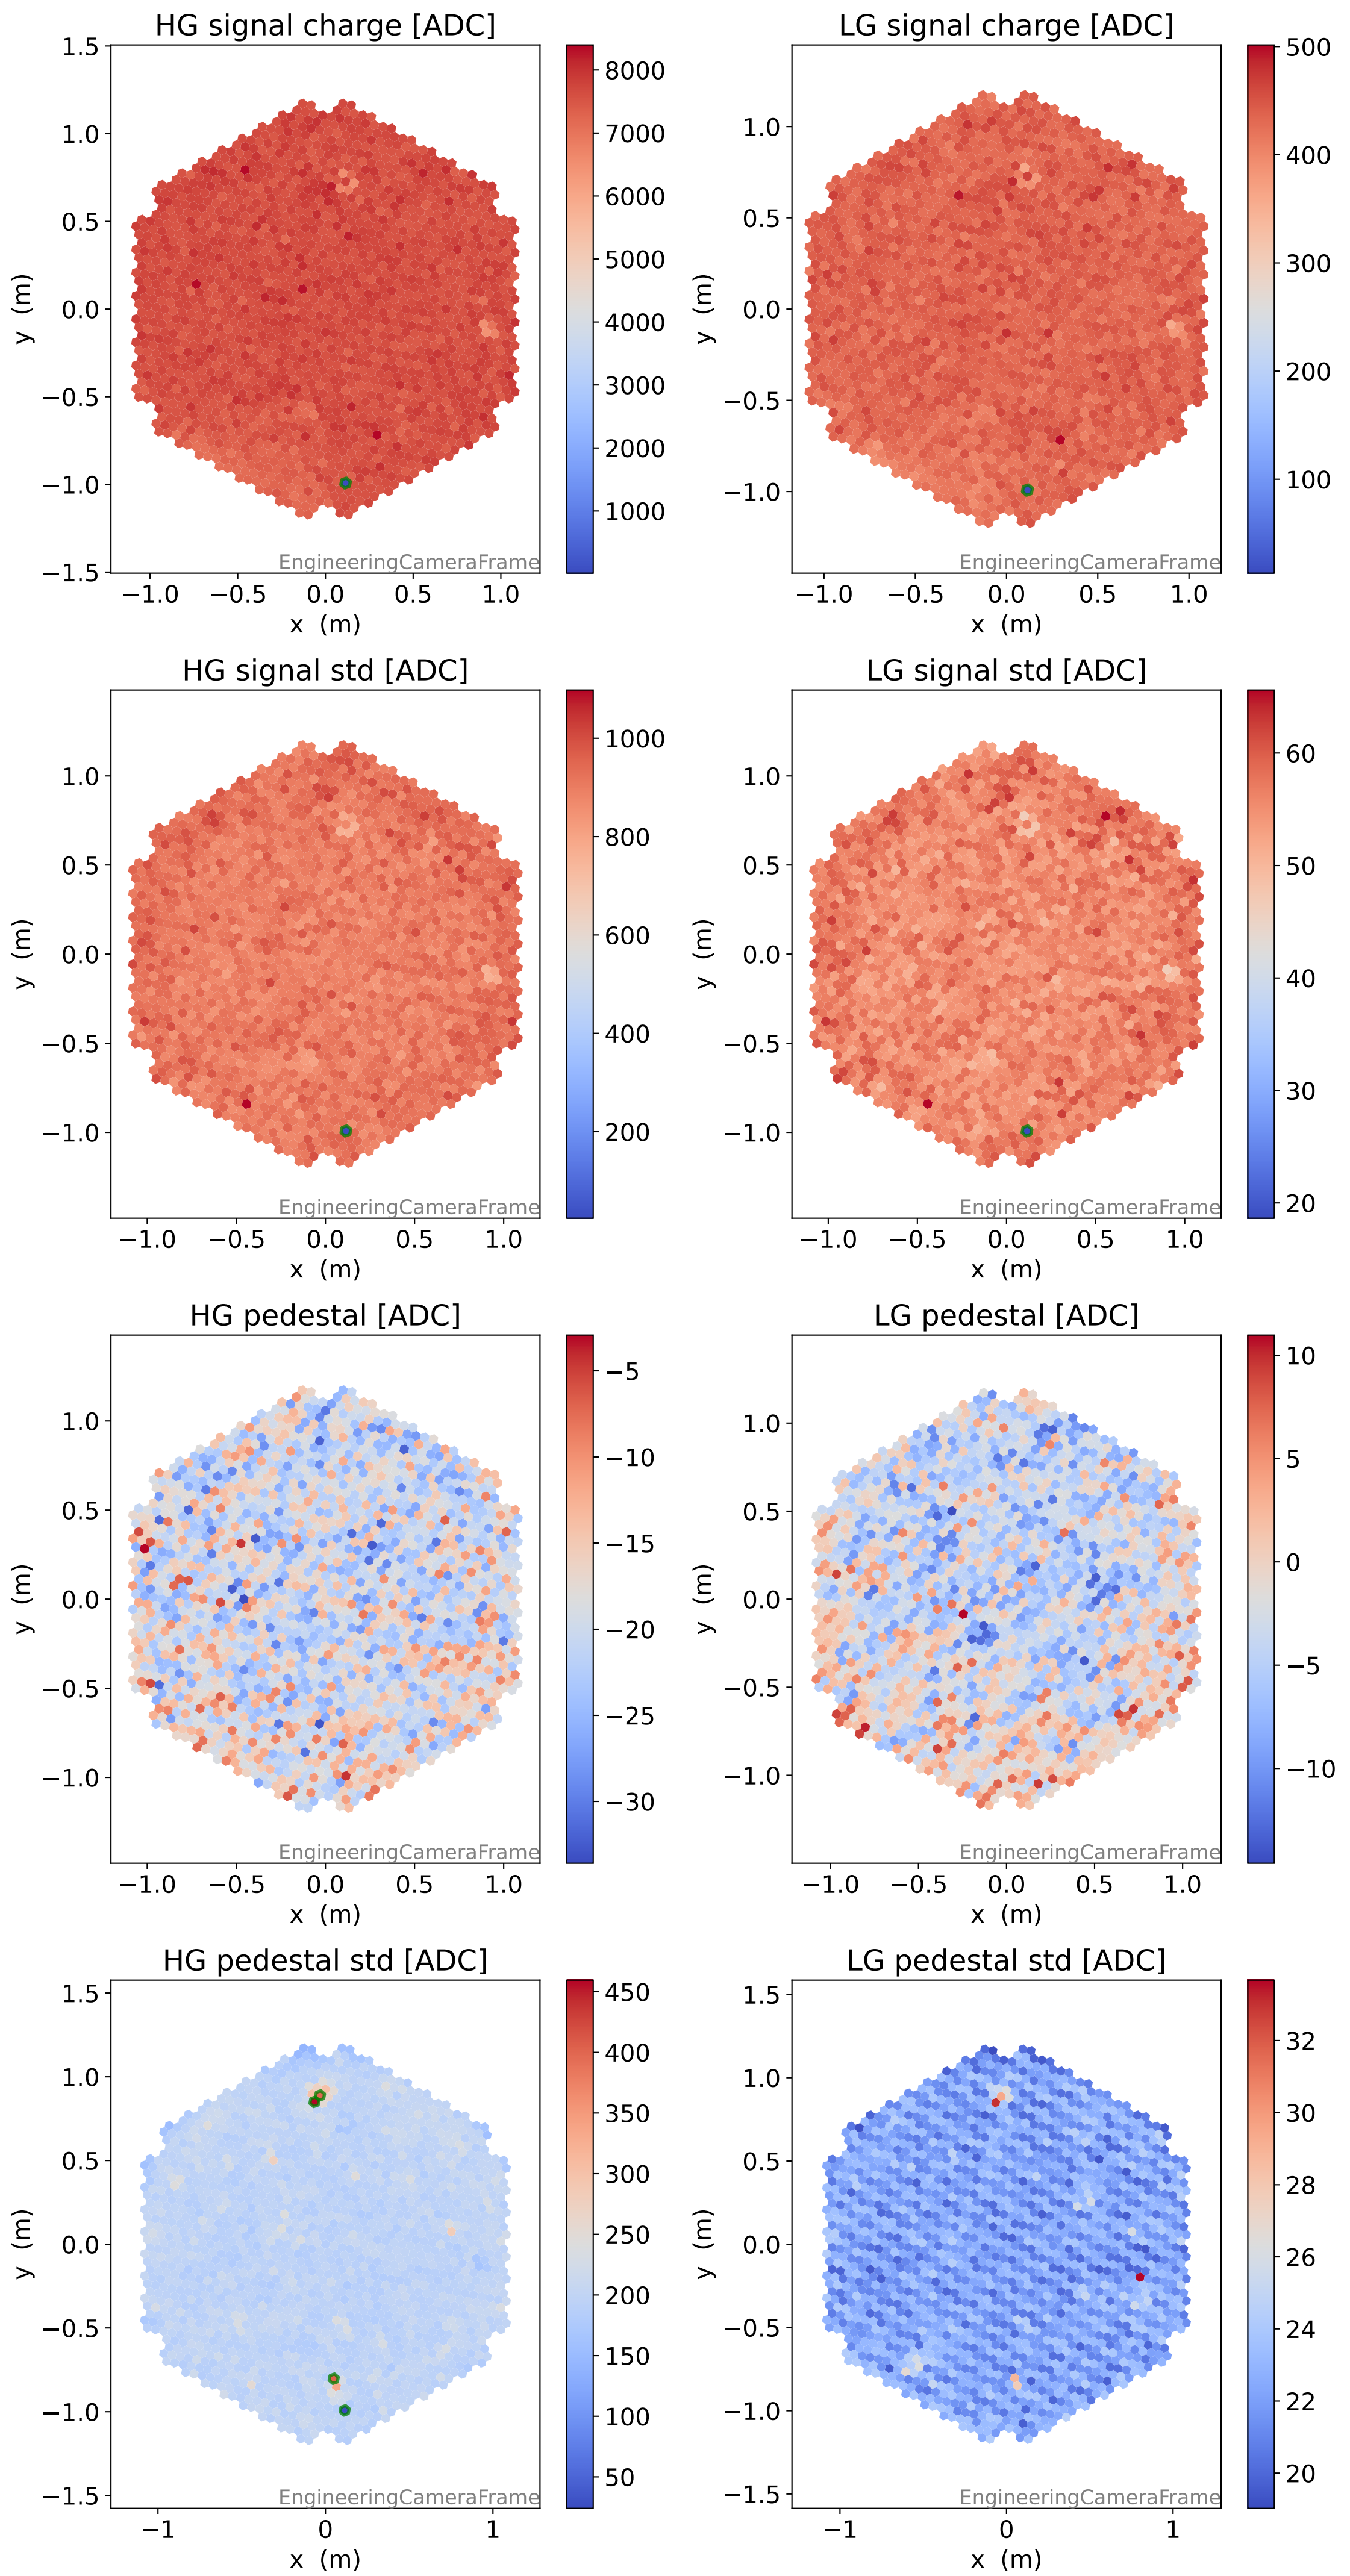 HG signal charge [ADC]
1.5
1.0
0.5
0.0
−0.5
−1.0
−1.5
y (m)
−1.0 −0.5 0.0 0.5 1.0
x (m)
EngineeringCameraFrame
8000
7000
6000
5000
4000
3000
2000
1000
LG signal charge [ADC]
1.0
0.5
0.0
−0.5
−1.0
y (m)
−1.0 −0.5 0.0 0.5 1.0
x (m)
EngineeringCameraFrame
500
400
300
200
100
HG signal std [ADC]
1.0
0.5
0.0
−0.5
−1.0
y (m)
−1.0 −0.5 0.0 0.5 1.0
x (m)
EngineeringCameraFrame
1000
800
600
400
200
LG signal std [ADC]
1.0
0.5
0.0
−0.5
−1.0
y (m)
−1.0 −0.5 0.0 0.5 1.0
x (m)
EngineeringCameraFrame
60
50
40
30
20
HG pedestal [ADC]
1.0
0.5
0.0
−0.5
−1.0
y (m)
−1.0 −0.5 0.0 0.5 1.0
x (m)
EngineeringCameraFrame
−5
−10
−15
−20
−25
−30
LG pedestal [ADC]
1.0
0.5
0.0
−0.5
−1.0
y (m)
−1.0 −0.5 0.0 0.5 1.0
x (m)
EngineeringCameraFrame
10
5
0
−5
−10
HG pedestal std [ADC]
1.5
1.0
0.5
0.0
−0.5
−1.0
−1.5
y (m)
−1 0 1
x (m)
EngineeringCameraFrame
450
400
350
300
250
200
150
100
50
LG pedestal std [ADC]
1.5
1.0
0.5
0.0
−0.5
−1.0
−1.5
y (m)
−1 0 1
x (m)
EngineeringCameraFrame
32
30
28
26
24
22
20